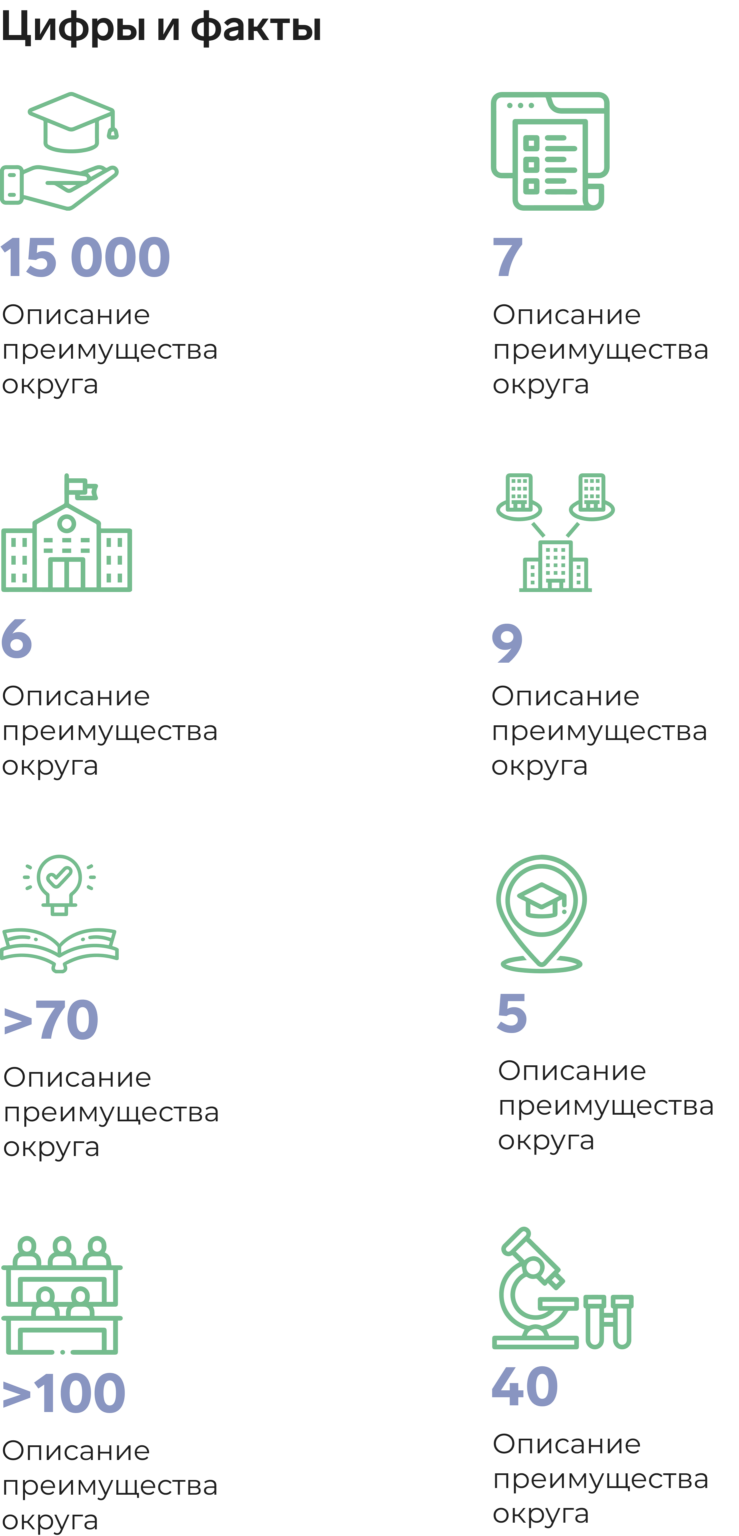 Цифры и факты
15 000
Описание
преимущества
округа
7
Описание
преимущества
округа
6
Описание
преимущества
округа
9
Описание
преимущества
округа
>70
Описание
преимущества
округа
5
Описание
преимущества
округа
>100
Описание
преимущества
округа
40
Описание
преимущества
округа